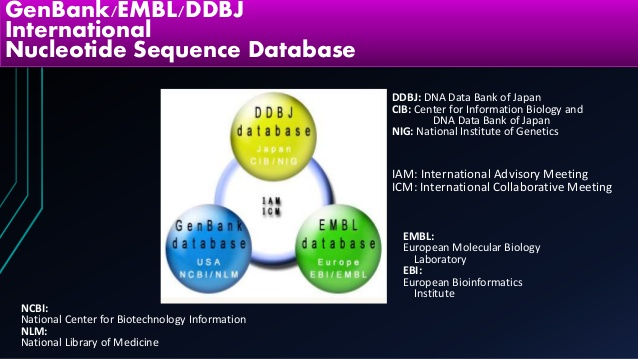 GenBank/EMBL/DDBJ
International
Nucleotide Sequence Database
DDBJ: DNA Data Bank of Japan
CIB: Center for Information Biology and
DNA Data Bank of Japan
NIG: National Institute of Genetics
DDBJ
database
Japan
CIB/NIG
IAM: International Advisory Meeting
ICM: International Collaborative Meeting
IAM
ICM
GenBank
database
USA
NCBI/NLM
EMBL
database
Europe
EBI/EMBL
EMBL:
European Molecular Biology
Laboratory
EBI:
European Bioinformatics
Institute
NCBI:
National Center for Biotechnology Information
NLM:
National Library of Medicine